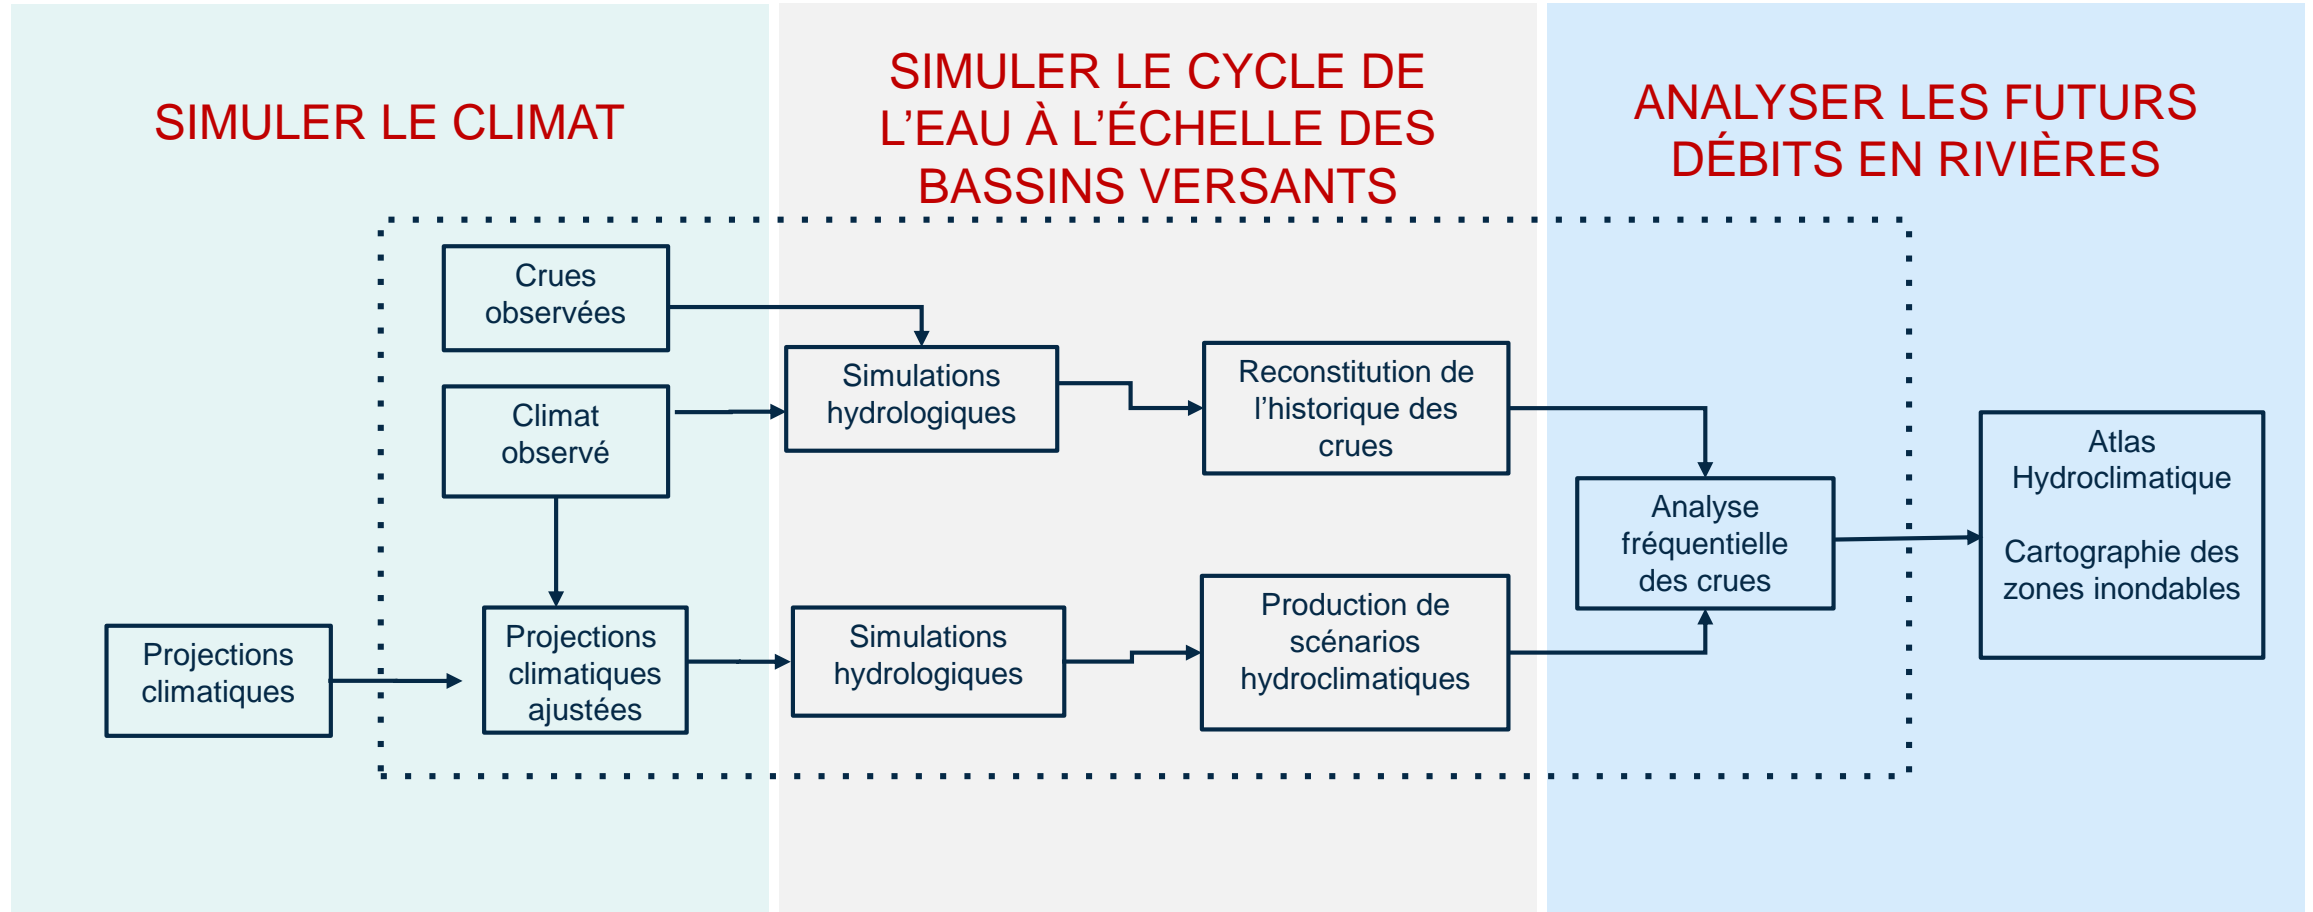 SIMULER LE CLIMAT
SIMULER LE CYCLE DE
L’EAU À L’ÉCHELLE DES
BASSINS VERSANTS
ANALYSER LES FUTURS
DÉBITS EN RIVIÈRES
Crues
observées
Climat
observé
Projections
climatiques
Projections
climatiques
ajustées
Simulations
hydrologiques
Simulations
hydrologiques
Reconstitution de
l’historique des
crues
Production de
scénarios
hydroclimatiques
Analyse
fréquentielle
des crues
Atlas
Hydroclimatique
Cartographie des
zones inondables